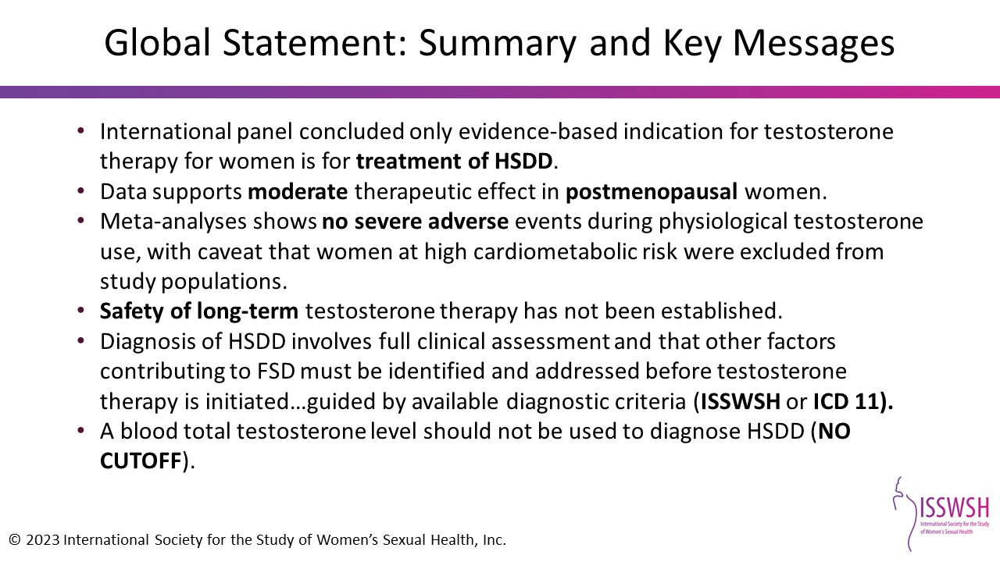 Global Statement: Summary and Key Messages
• International panel concluded only evidence-based indication for testosterone
therapy for women is for treatment of HSDD.
• Data supports moderate therapeutic effect in postmenopausal women.
• Meta-analyses shows no severe adverse events during physiological testosterone
use, with caveat that women at high cardiometabolic risk were excluded from
study populations.
• Safety of long-term testosterone therapy has not been established.
• Diagnosis of HSDD involves full clinical assessment and that other factors
contributing to FSD must be identified and addressed before testosterone
therapy is initiated…guided by available diagnostic criteria (ISSWSH or ICD 11).
• A blood total testosterone level should not be used to diagnose HSDD (NO
CUTOFF).
ISSWSH
International Society for the Study
of Women's Sexual Health
© 2023 International Society for the Study of Women’s Sexual Health, Inc.